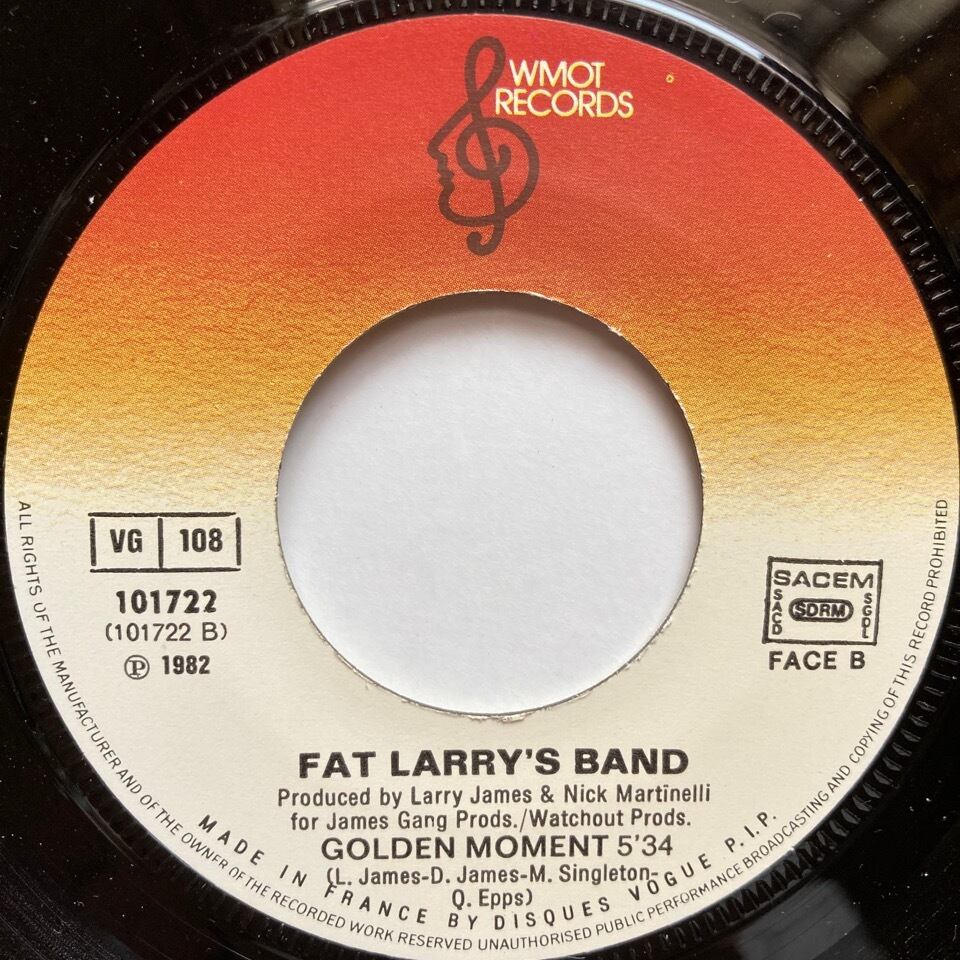 WMOT
RECORDS
VG 108
101722
(101722 B)
℗ 1982
SACEM
SACD SDRM SGDL
FACE B
FAT LARRY'S BAND
Produced by Larry James & Nick Martinelli
for James Gang Prods./Watchout Prods.
GOLDEN MOMENT 5'34
(L. James-D. James-M. Singleton-
Q. Epps)
MADE IN FRANCE BY DISQUES VOGUE P.I.P.
ALL RIGHTS OF THE MANUFACTURER AND OF THE OWNER OF THE RECORDED WORK RESERVED UNAUTHORISED PUBLIC PERFORMANCE BROADCASTING AND COPYING OF THIS RECORD PROHIBITED